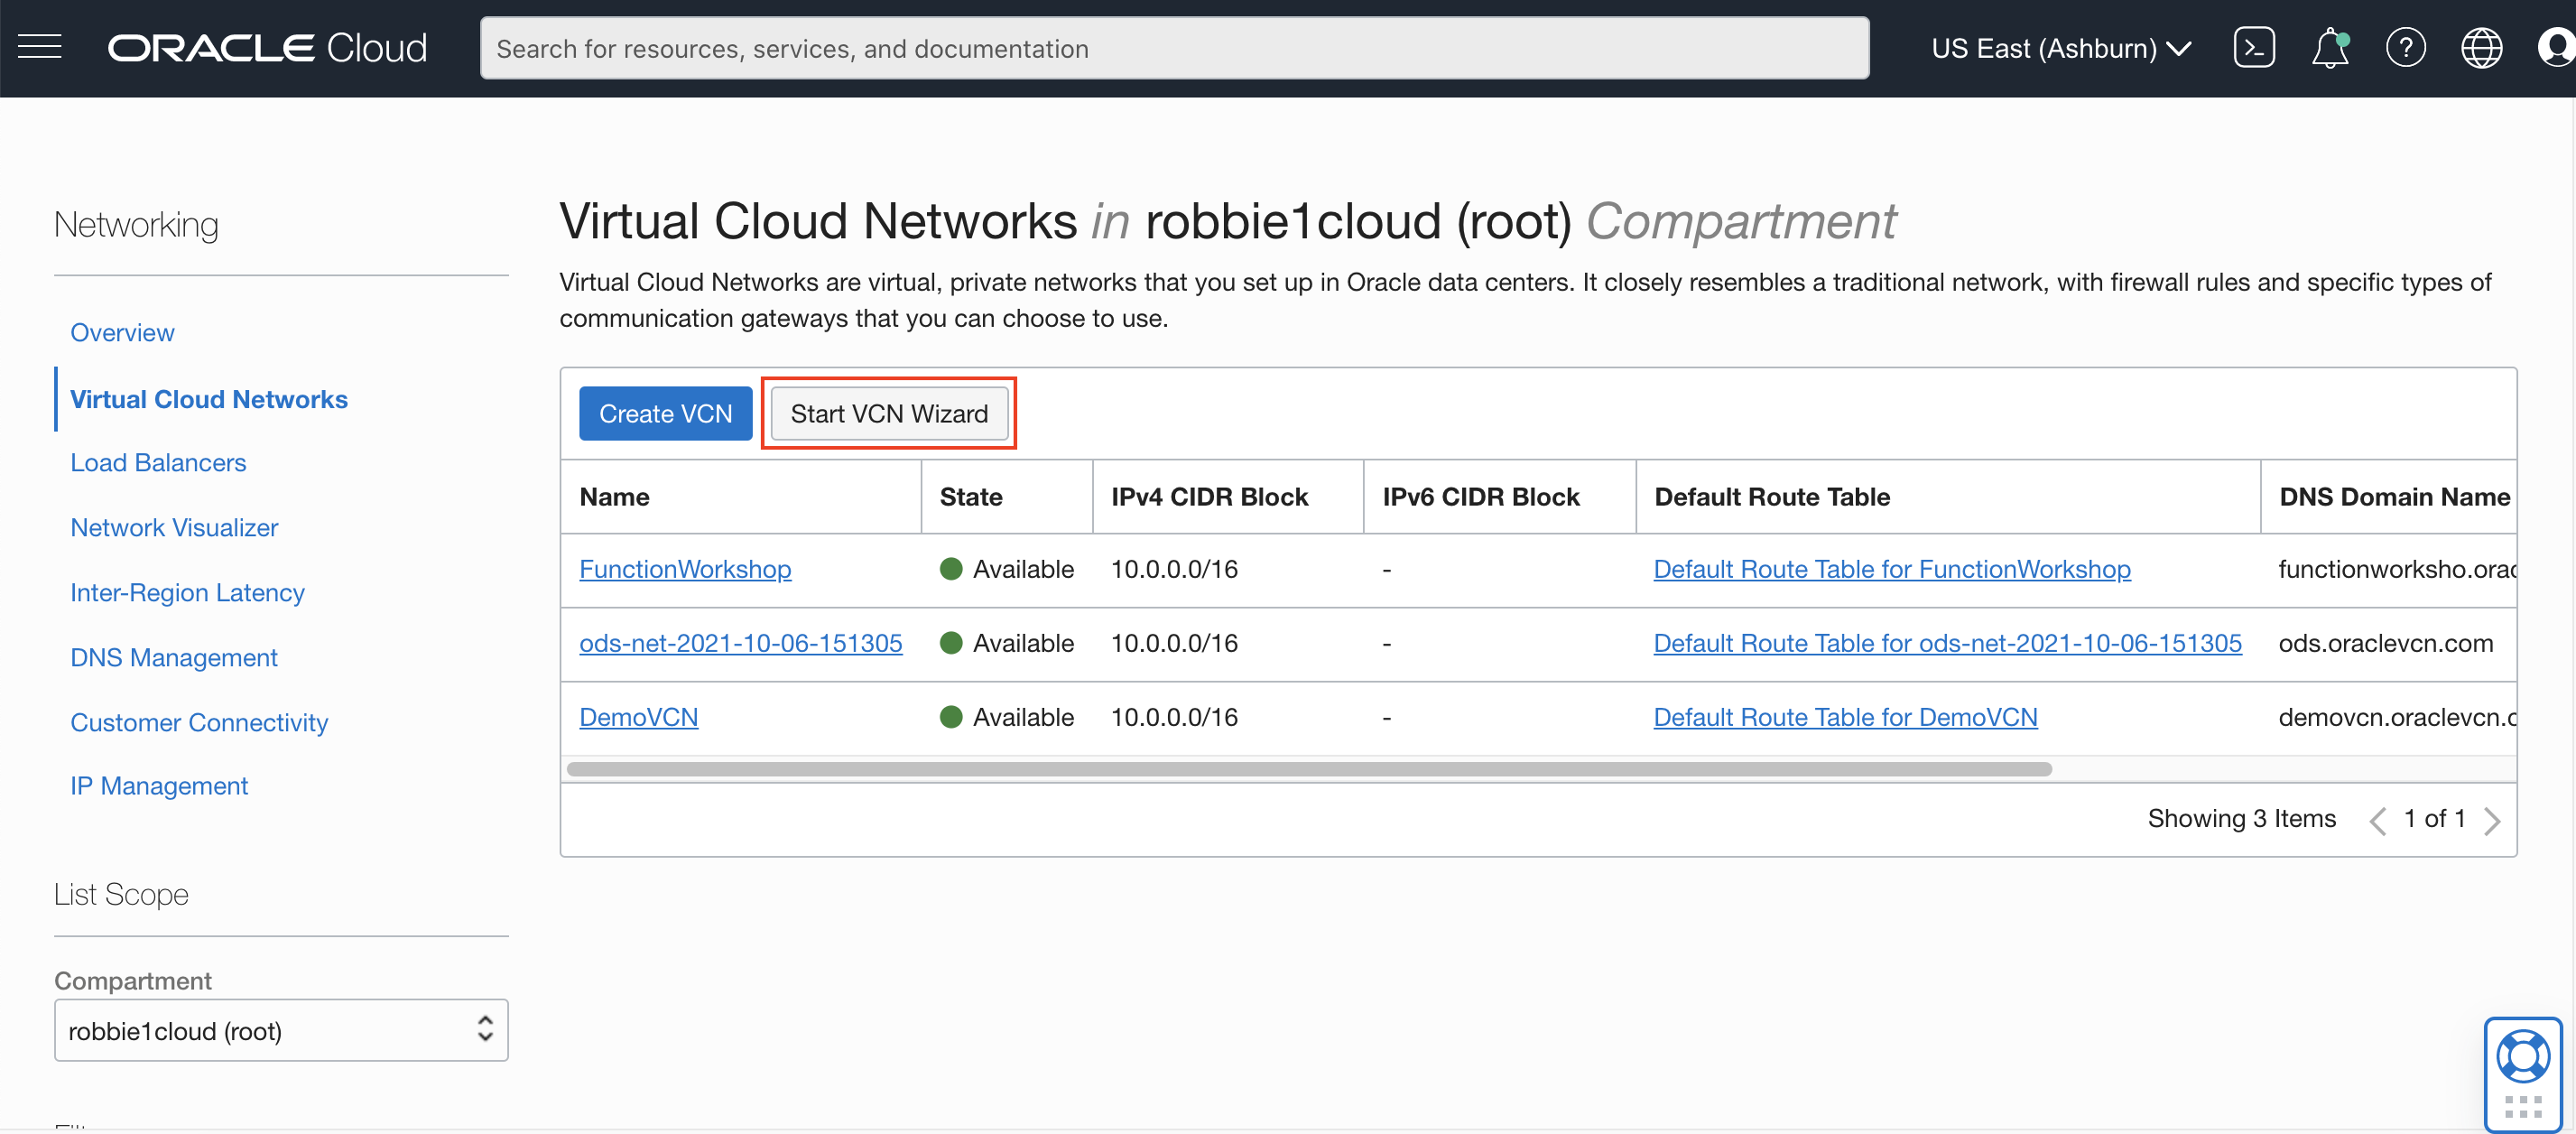 ORACLE Cloud
Search for resources, services, and documentation
US East (Ashburn)
Networking
Overview
Virtual Cloud Networks
Load Balancers
Network Visualizer
Inter-Region Latency
DNS Management
Customer Connectivity
IP Management
List Scope
Compartment
robbie1cloud (root)
Virtual Cloud Networks in robbie1cloud (root) Compartment
Virtual Cloud Networks are virtual, private networks that you set up in Oracle data centers. It closely resembles a traditional network, with firewall rules and specific types of
communication gateways that you can choose to use.
Create VCN Start VCN Wizard
Name State IPv4 CIDR Block IPv6 CIDR Block Default Route Table DNS Domain Name
FunctionWorkshop Available 10.0.0.0/16 - Default Route Table for FunctionWorkshop functionworksho.orac
ods-net-2021-10-06-151305 Available 10.0.0.0/16 - Default Route Table for ods-net-2021-10-06-151305 ods.oraclevcn.com
DemoVCN Available 10.0.0.0/16 - Default Route Table for DemoVCN demovcn.oraclevcn.c
Showing 3 Items < 1 of 1 >